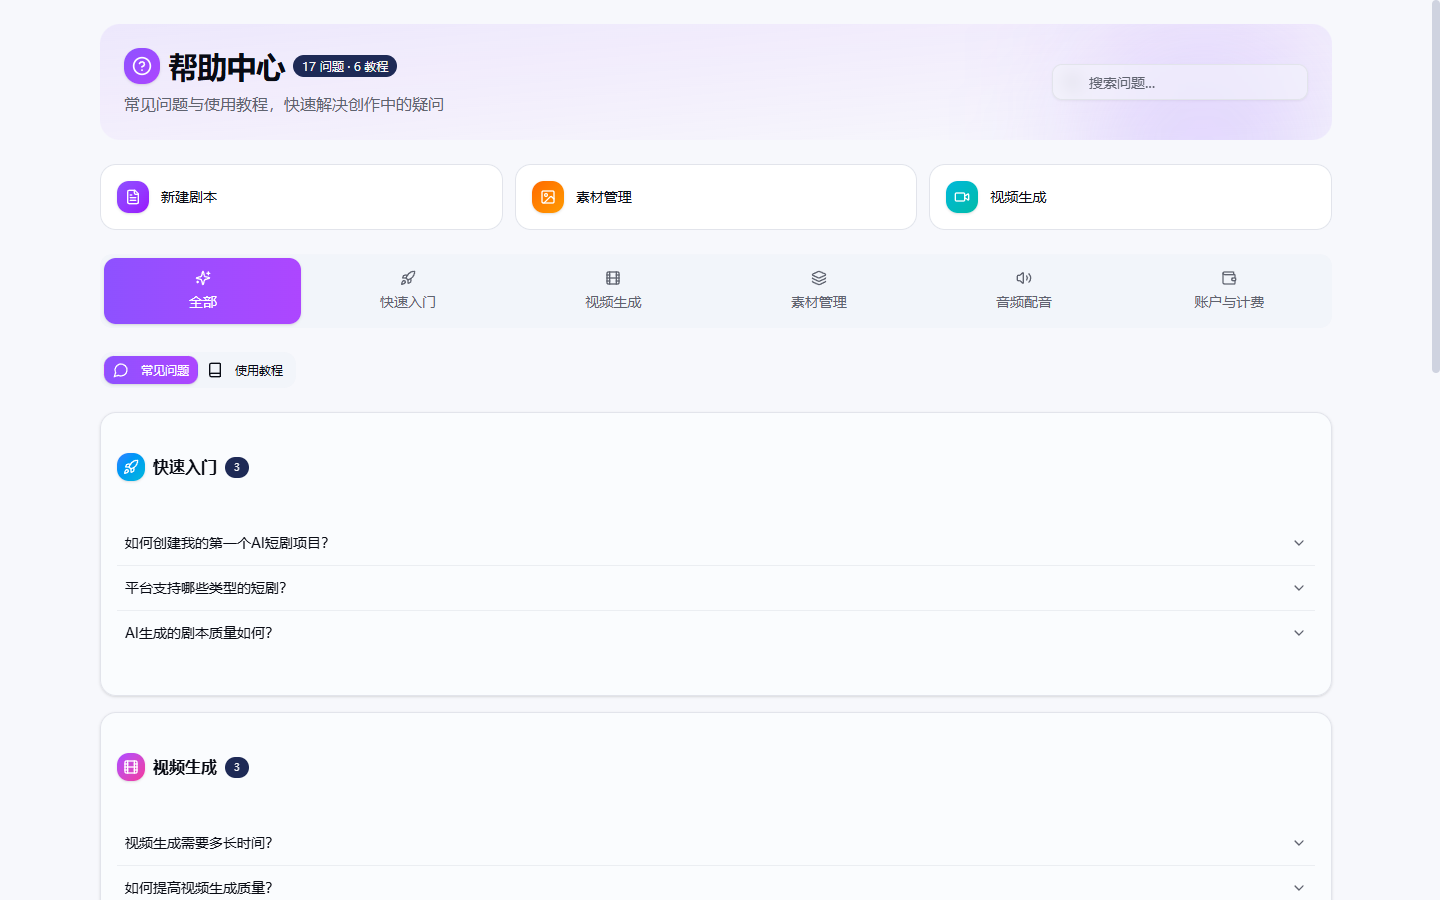 帮助中心
17 问题 · 6 教程
常见问题与使用教程，快速解决创作中的疑问
搜索问题...
新建剧本
素材管理
视频生成
全部
快速入门
视频生成
素材管理
音频配音
账户与计费
常见问题
使用教程
快速入门
3
如何创建我的第一个AI短剧项目？
平台支持哪些类型的短剧？
AI生成的剧本质量如何？
视频生成
3
视频生成需要多长时间？
如何提高视频生成质量？